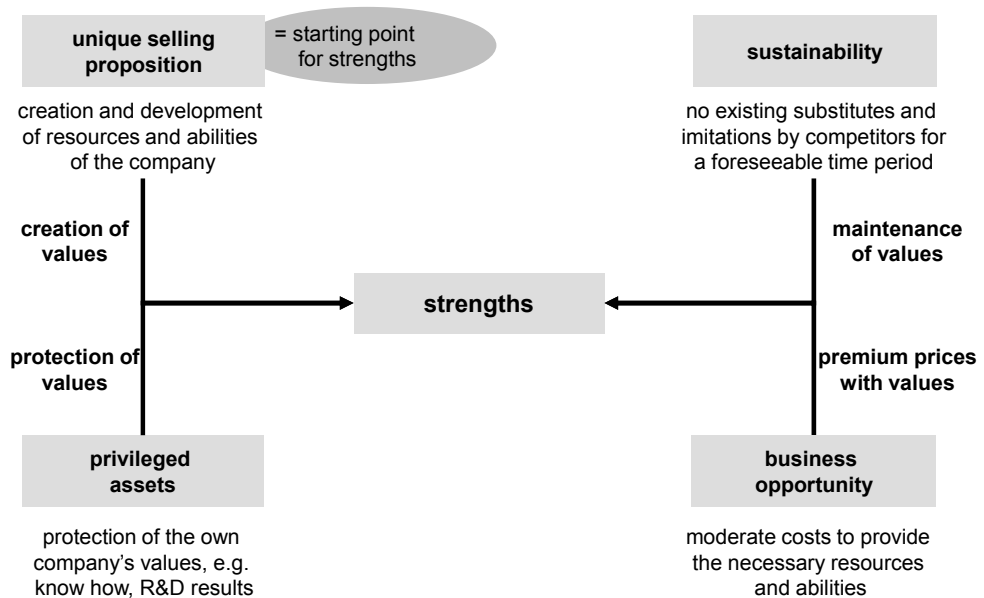 unique selling
proposition
= starting point
for strengths
creation and development
of resources and abilities
of the company
sustainability
no existing substitutes and
imitations by competitors for
a foreseeable time period
creation of
values
maintenance
of values
strengths
protection of
values
premium prices
with values
privileged
assets
protection of the own
company's values, e.g.
know how, R&D results
business
opportunity
moderate costs to provide
the necessary resources
and abilities